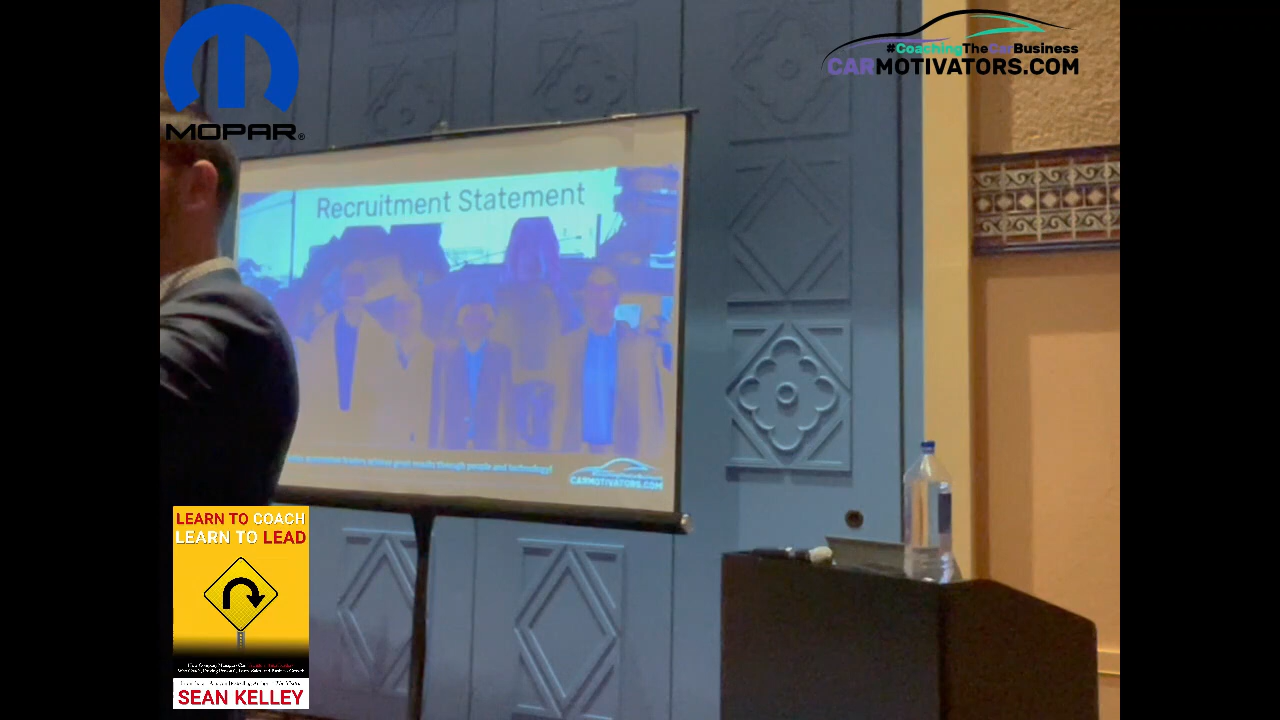 MOPAR®
#CoachingTheCarBusiness
CARMOTIVATORS.COM
Recruitment Statement
automotive leaders achieve great results through people and technology!
CARMOTIVATORS.COM
LEARN TO COACH
LEARN TO LEAD
SEAN KELLEY